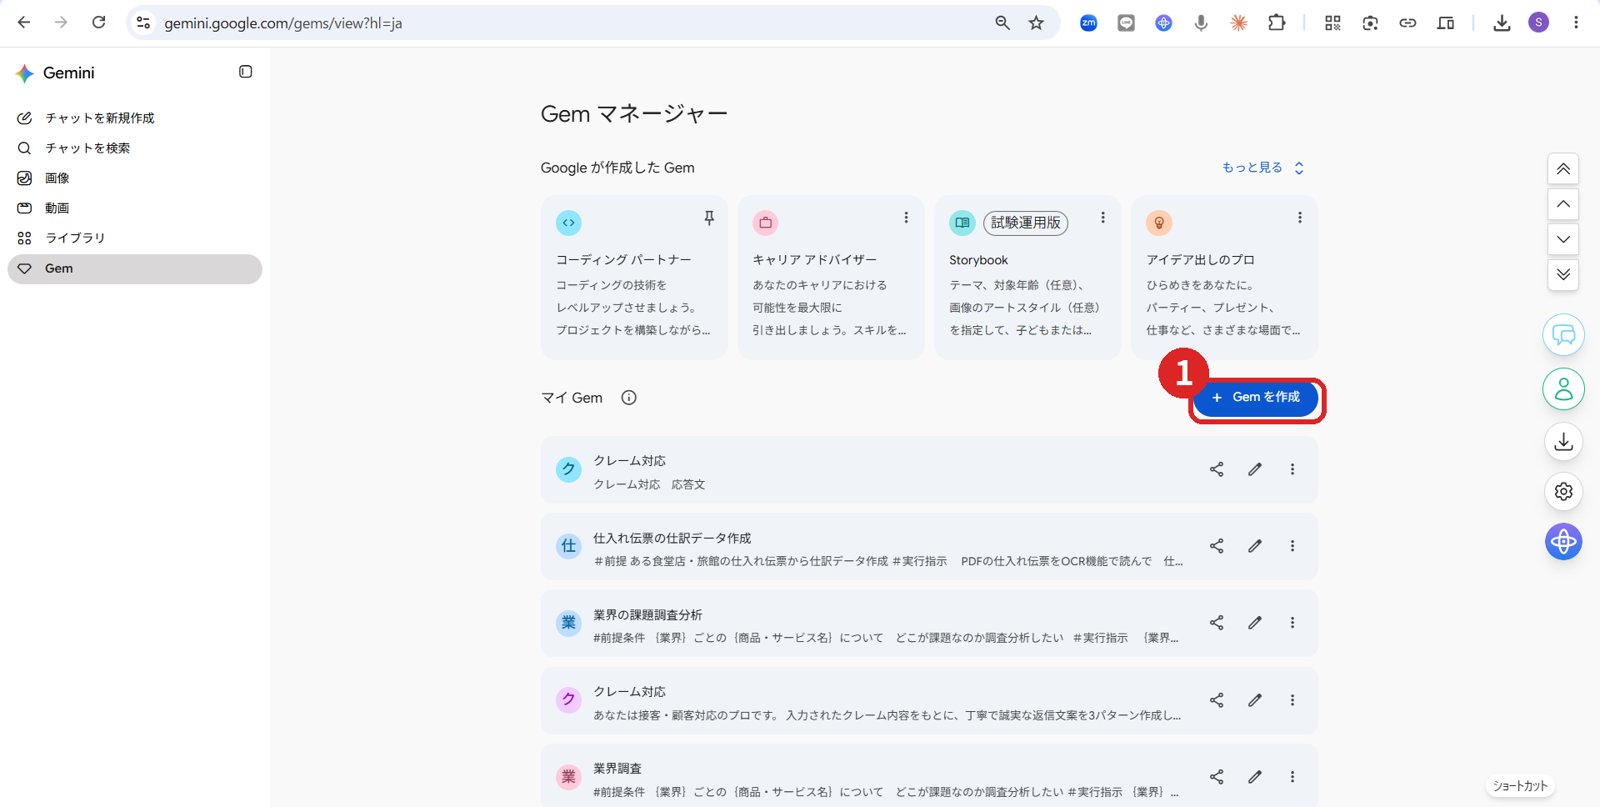 gemini.google.com/gems/view?hl=ja
zm
LINE
S
Gemini
チャットを新規作成
チャットを検索
画像
動画
ライブラリ
Gem
Gem マネージャー
Google が作成した Gem
もっと見る
コーディング パートナー
コーディングの技術を
レベルアップさせましょう。
プロジェクトを構築しながら...
キャリア アドバイザー
あなたのキャリアにおける
可能性を最大限に
引き出しましょう。スキルを...
試験運用版
Storybook
テーマ、対象年齢（任意）、
画像のアートスタイル（任意）
を指定して、子どもまたは...
アイデア出しのプロ
ひらめきをあなたに。
パーティー、プレゼント、
仕事など、さまざまな場面で...
マイ Gem
1
+ Gem を作成
ク
クレーム対応
クレーム対応　応答文
仕
仕入れ伝票の仕訳データ作成
＃前提 ある食堂店・旅館の仕入れ伝票から仕訳データ作成 ＃実行指示　PDFの仕入れ伝票をOCR機能で読んで　仕...
業
業界の課題調査分析
#前提条件　{業界}ごとの{商品・サービス名}について　どこが課題なのか調査分析したい　＃実行指示　{業界...
ク
クレーム対応
あなたは接客・顧客対応のプロです。 入力されたクレーム内容をもとに、丁寧で誠実な返信文案を3パターン作成し...
業
業界調査
#前提条件　{業界}ごとの{商品・サービス名}について　どこが課題なのか調査分析したい ＃実行指示　{業界} ...
ショートカット